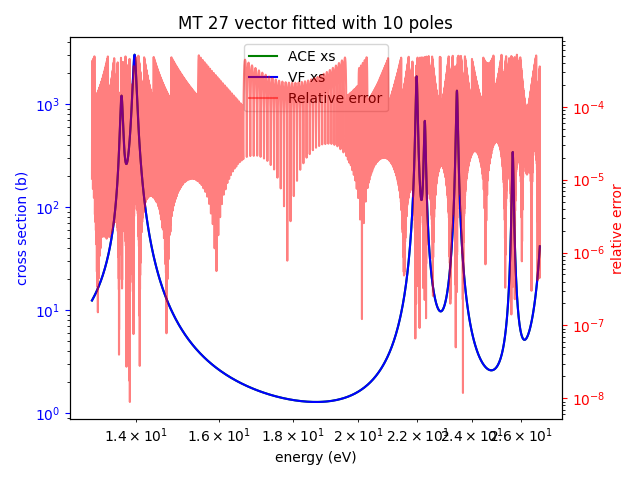 MT 27 vector fitted with 10 poles
ACE xs
VF xs
Relative error
10³
10²
10¹
10⁰
cross section (b)
10⁻⁴
10⁻⁵
10⁻⁶
10⁻⁷
10⁻⁸
relative error
1.4 × 10¹ 1.6 × 10¹ 1.8 × 10¹ 2 × 10¹ 2.2 × 10¹ 2.4 × 10¹ 2.6 × 10¹
energy (eV)